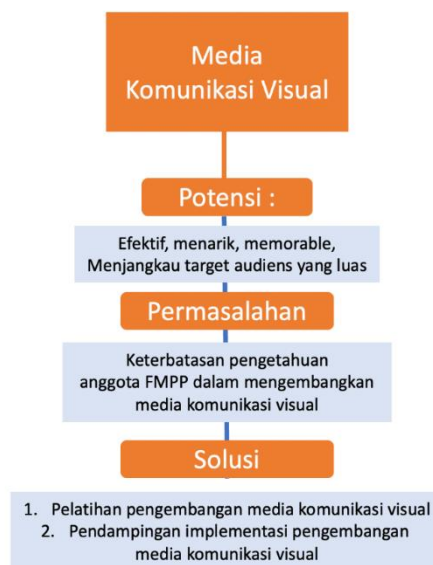 Media
Komunikasi Visual
Potensi :
Efektif, menarik, memorable,
Menjangkau target audiens yang luas
Permasalahan
Keterbatasan pengetahuan
anggota FMPP dalam mengembangkan
media komunikasi visual
Solusi
1. Pelatihan pengembangan media komunikasi visual
2. Pendampingan implementasi pengembangan
media komunikasi visual